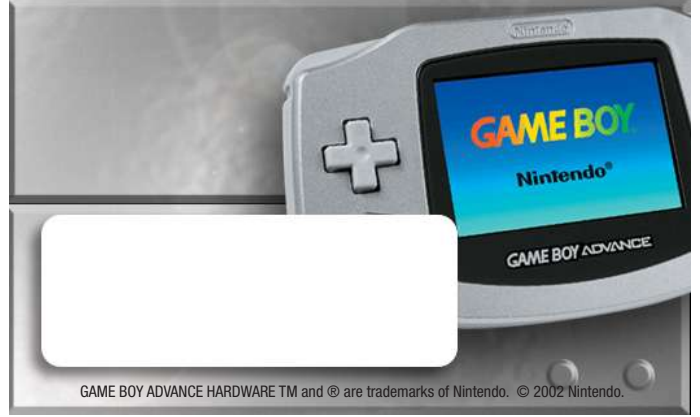 Nintendo
GAME BOY
Nintendo®
GAME BOY ADVANCE
GAME BOY ADVANCE HARDWARE TM and ® are trademarks of Nintendo. © 2002 Nintendo.